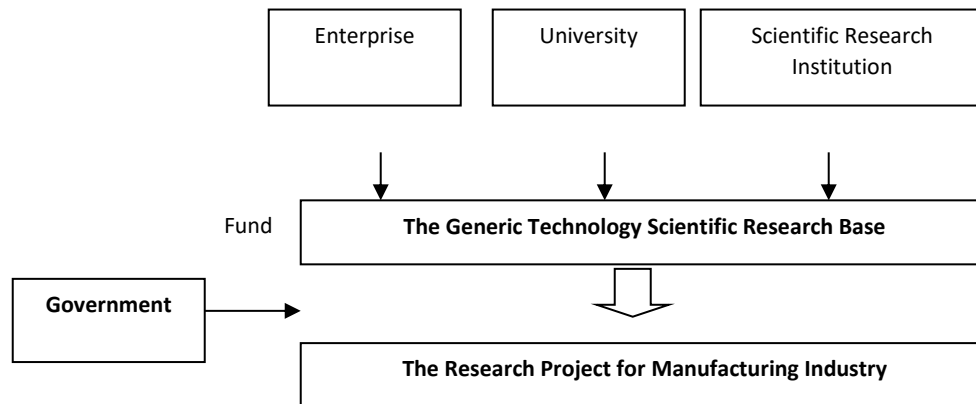 Enterprise
University
Scientific Research
Institution
Fund
The Generic Technology Scientific Research Base
Government
The Research Project for Manufacturing Industry